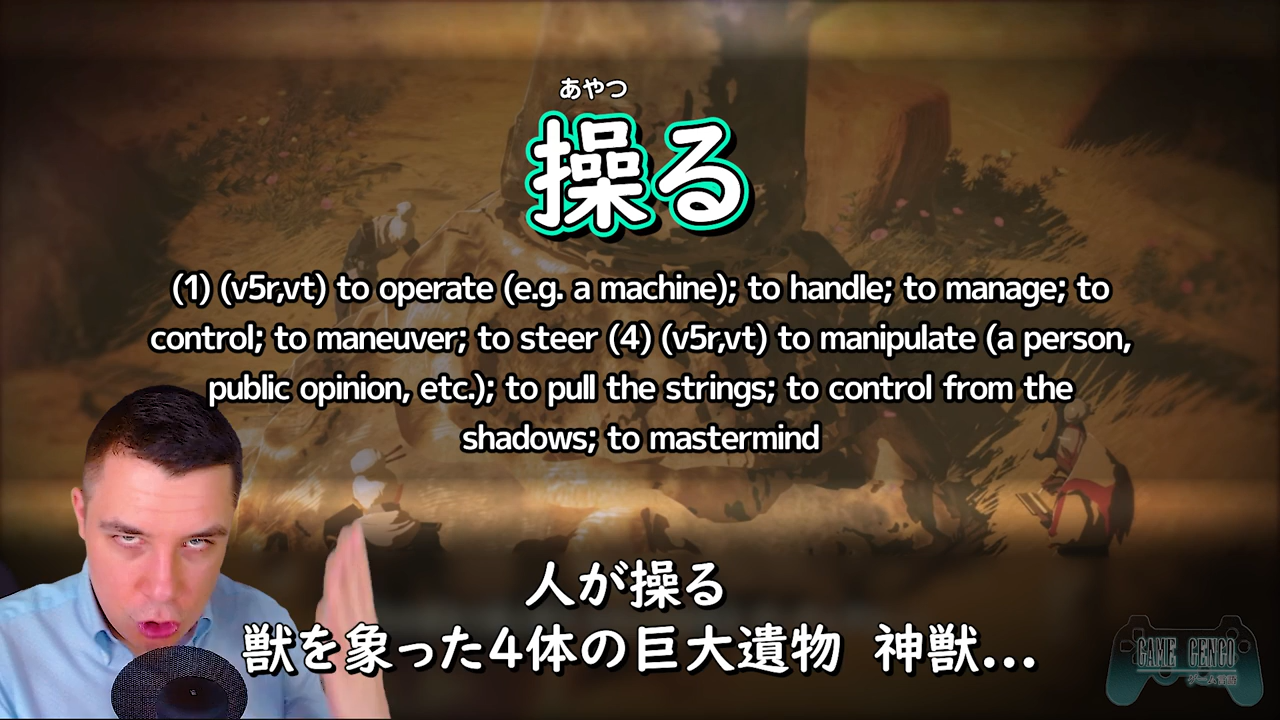 あやつ
操る
(1) (v5r,vt) to operate (e.g. a machine); to handle; to manage; to
control; to maneuver; to steer (4) (v5r,vt) to manipulate (a person,
public opinion, etc.); to pull the strings; to control from the
shadows; to mastermind
人が操る
獣を象った4体の巨大遺物 神獣...
GAME GENGO
ゲーム言語